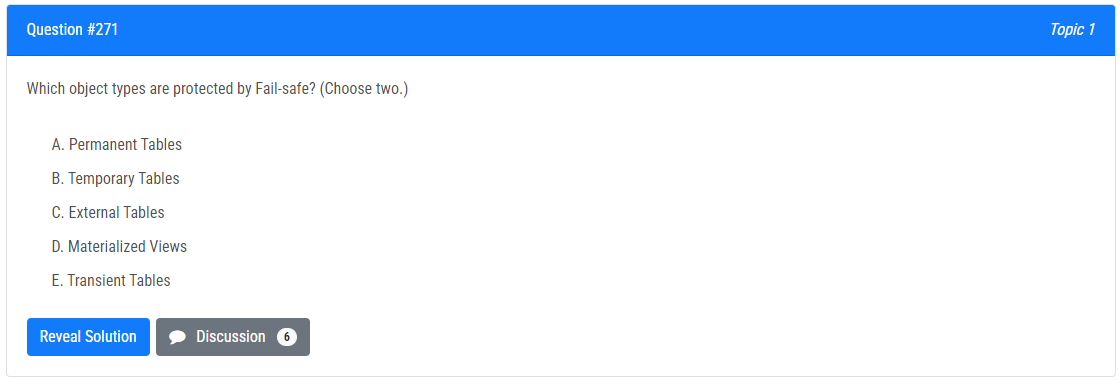 Question #271
Topic 1
Which object types are protected by Fail-safe? (Choose two.)
A. Permanent Tables
B. Temporary Tables
C. External Tables
D. Materialized Views
E. Transient Tables
Reveal Solution
Discussion 6